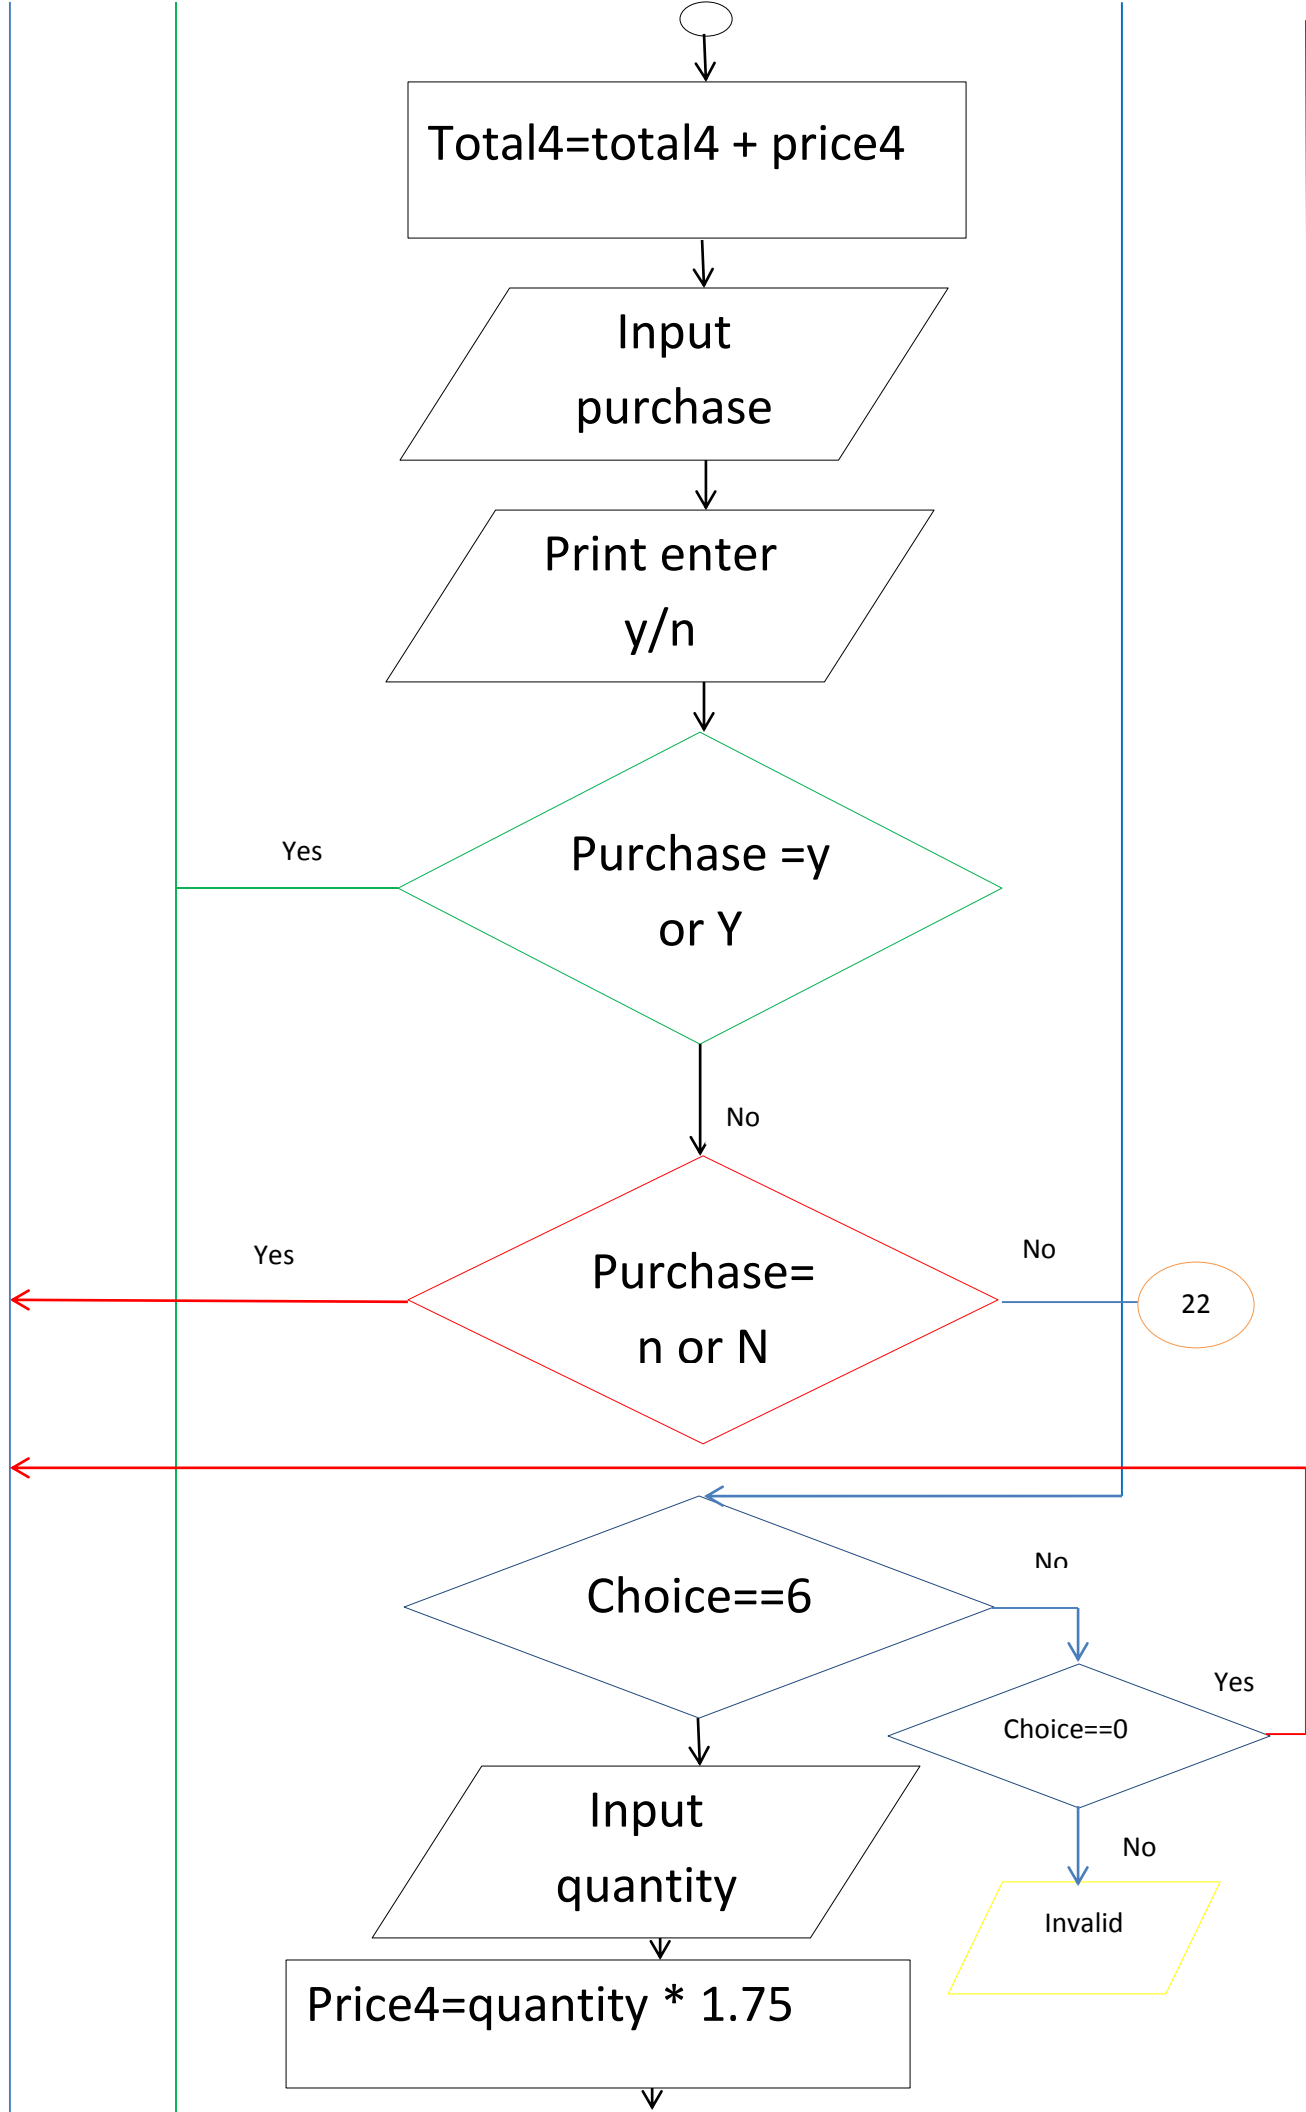 Total4=total4 + price4
Input
purchase
Print enter
y/n
Yes
Purchase =y
or Y
No
Yes
Purchase=
n or N
No
22
Choice==6
No
Yes
Choice==0
Input
quantity
No
Invalid
Price4=quantity * 1.75